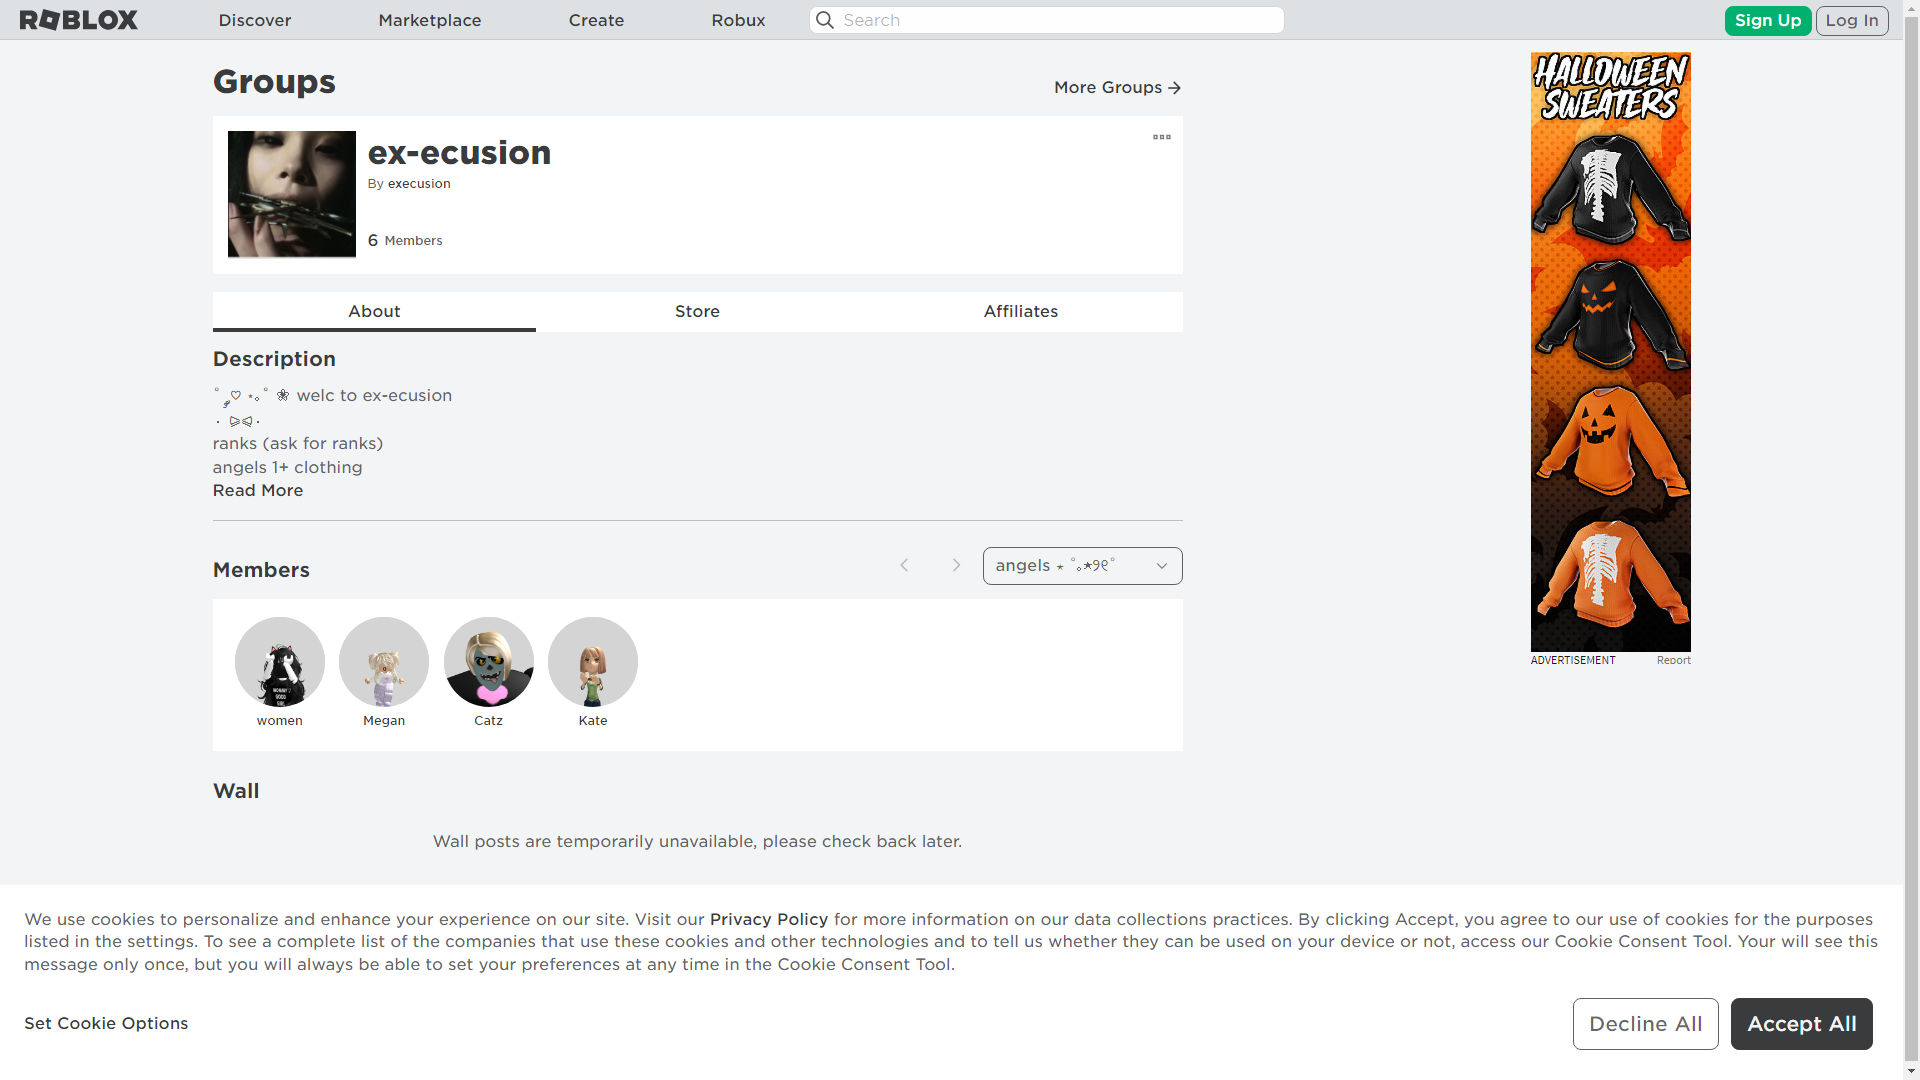 ROBLOX
Discover
Marketplace
Create
Robux
Search
Sign Up
Log In
Groups
More Groups →
ex-ecusion
By execusion
6 Members
About
Store
Affiliates
Description
welc to ex-ecusion
ranks (ask for ranks)
angels 1+ clothing
Read More
Members
angels ⋆ ˚｡⋆୨୧˚
women
Megan
Catz
Kate
Wall
Wall posts are temporarily unavailable, please check back later.
HALLOWEEN
SWEATERS
ADVERTISEMENT
Report
We use cookies to personalize and enhance your experience on our site. Visit our Privacy Policy for more information on our data collections practices. By clicking Accept, you agree to our use of cookies for the purposes
listed in the settings. To see a complete list of the companies that use these cookies and other technologies and to tell us whether they can be used on your device or not, access our Cookie Consent Tool. Your will see this
message only once, but you will always be able to set your preferences at any time in the Cookie Consent Tool.
Set Cookie Options
Decline All
Accept All